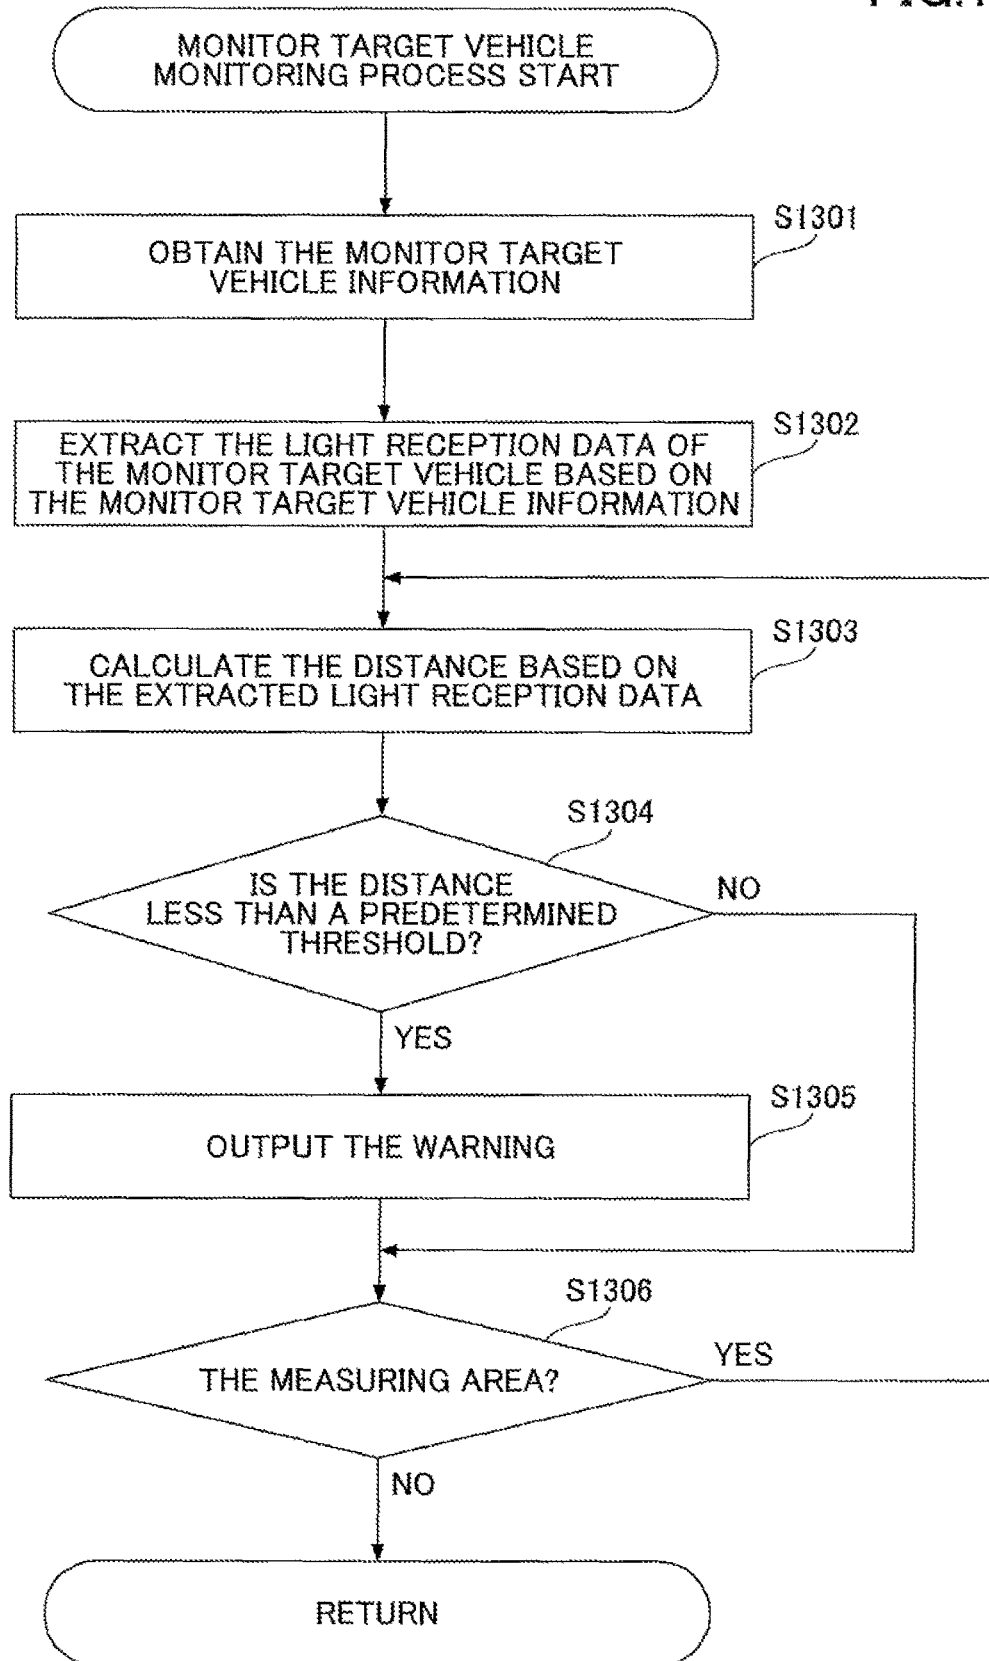 MONITOR TARGET VEHICLE
MONITORING PROCESS START
S1301
OBTAIN THE MONITOR TARGET
VEHICLE INFORMATION
S1302
EXTRACT THE LIGHT RECEPTION DATA OF
THE MONITOR TARGET VEHICLE BASED ON
THE MONITOR TARGET VEHICLE INFORMATION
S1303
CALCULATE THE DISTANCE BASED ON
THE EXTRACTED LIGHT RECEPTION DATA
S1304
IS THE DISTANCE
LESS THAN A PREDETERMINED
THRESHOLD?
NO
YES
S1305
OUTPUT THE WARNING
S1306
THE MEASURING AREA?
YES
NO
RETURN